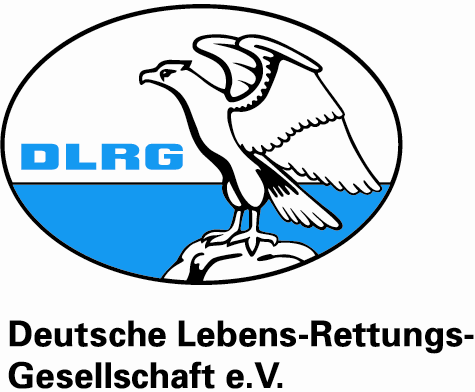 DLRG
Deutsche Lebens-Rettungs-
Gesellschaft e.V.